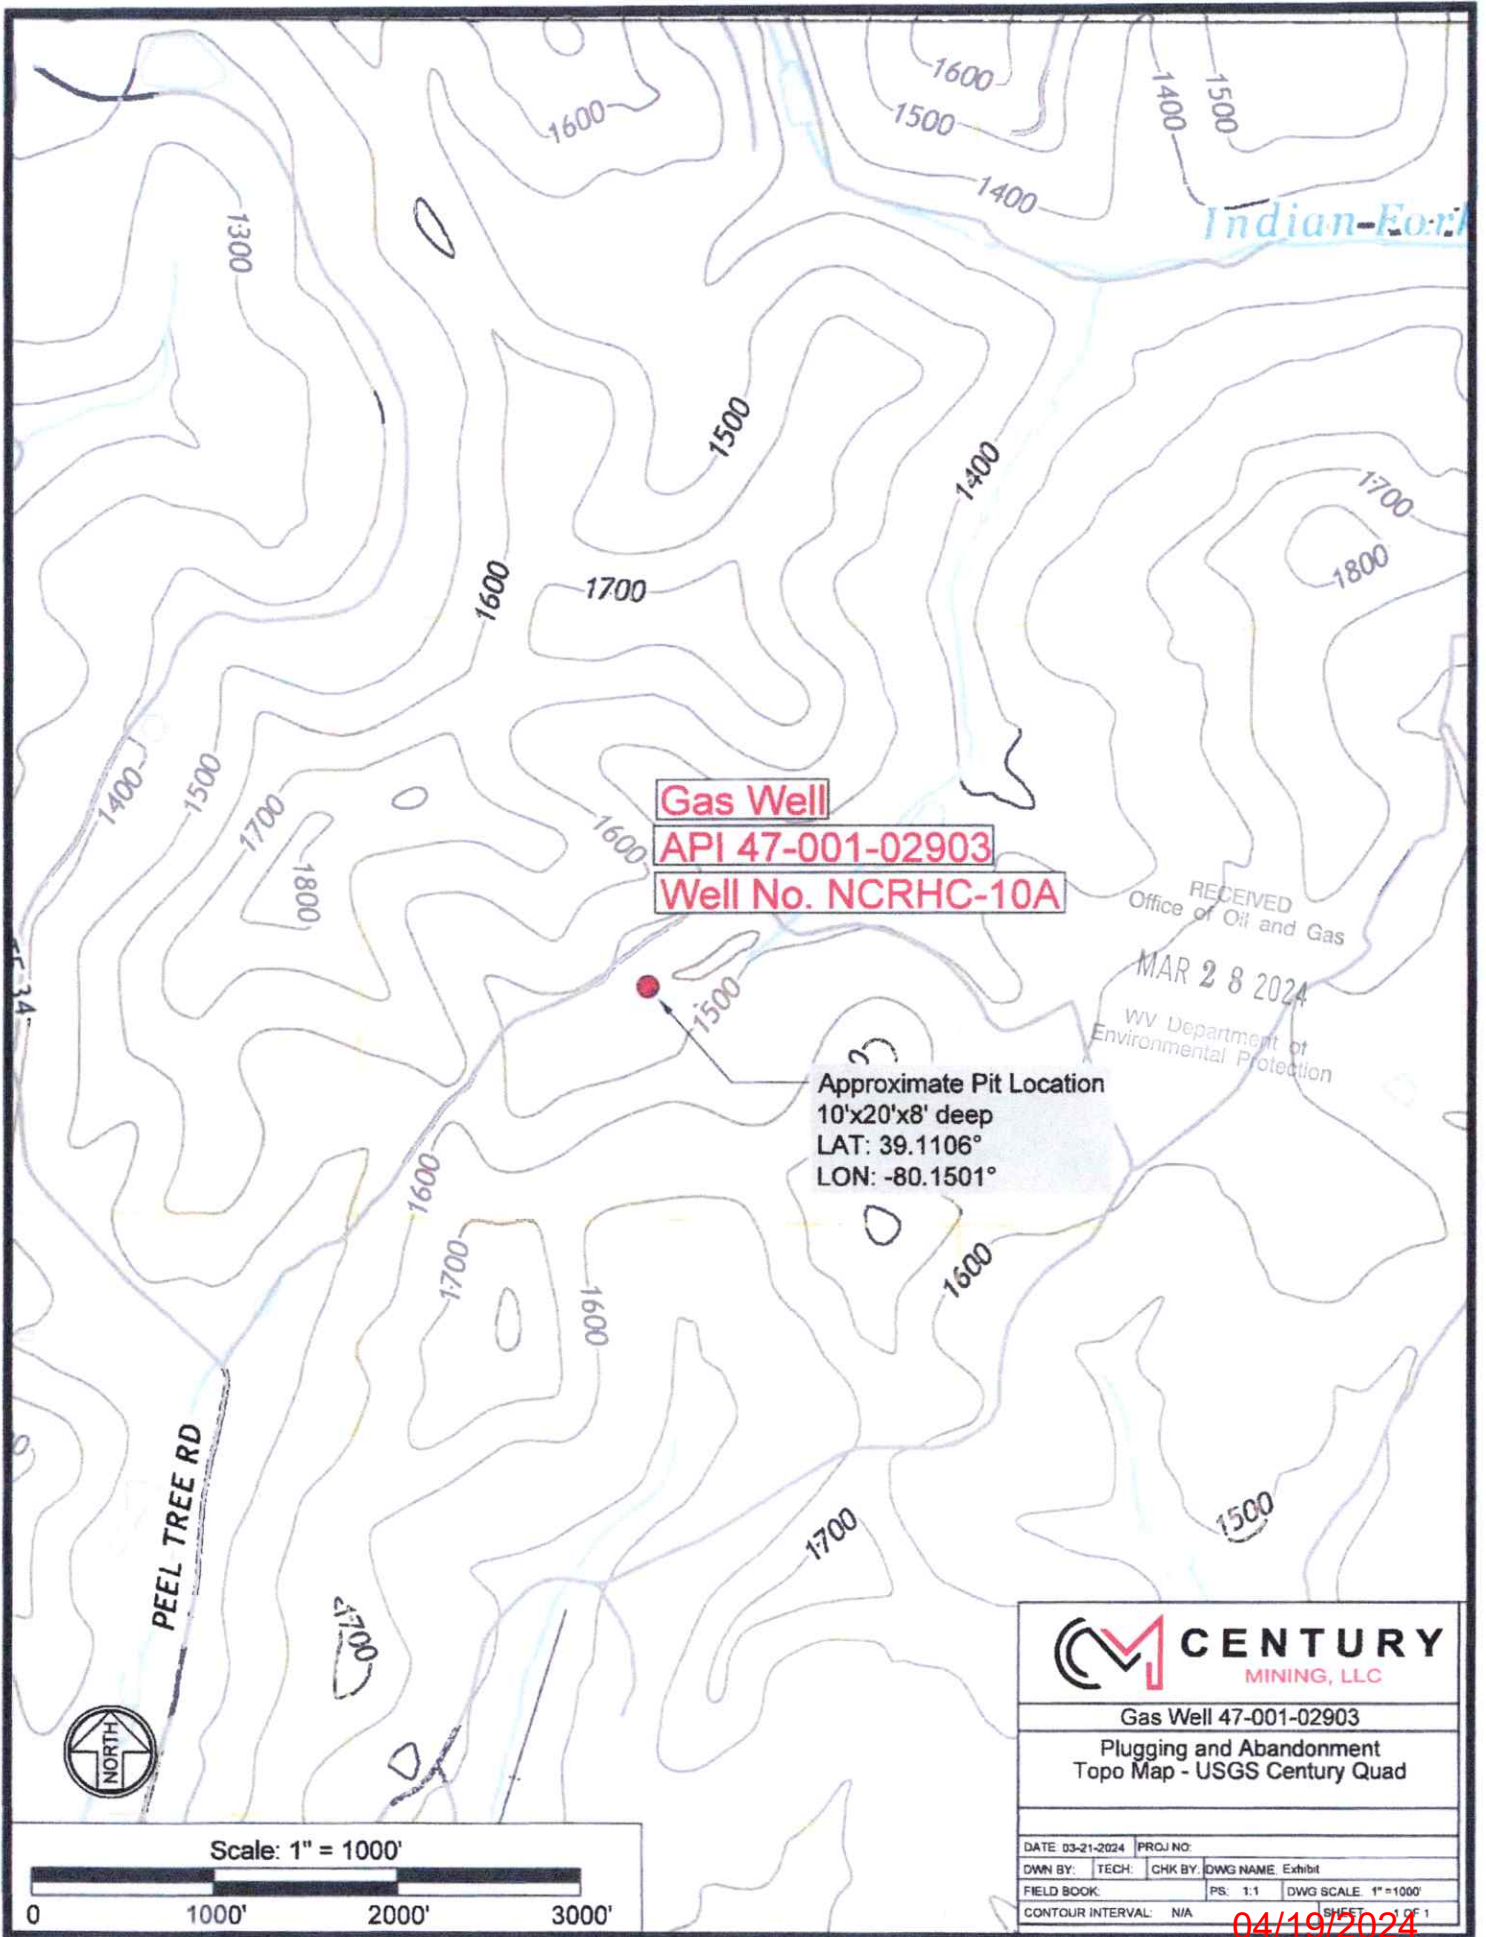 1600
1500
1400
1500
1600
1400
Indian Fork
1300
1500
1400
1700
1800
1600
1700
1500
1400
1700
1800
1600
Gas Well
API 47-001-02903
Well No. NCRHC-10A
RECEIVED
Office of Oil and Gas
MAR 28 2024
WV Department of
Environmental Protection
1500
Approximate Pit Location
10'x20'x8' deep
LAT: 39.1106°
LON: -80.1501°
1600
1700
1600
1600
PEEL TREE RD
1700
1500
1700
NORTH
Scale: 1" = 1000'
0 1000' 2000' 3000'
CENTURY
MINING, LLC
Gas Well 47-001-02903
Plugging and Abandonment
Topo Map - USGS Century Quad
DATE 03-21-2024 PROJ NO:
DWN BY: TECH: CHK BY: DWG NAME: Exhibit
FIELD BOOK: PS: 1:1 DWG SCALE: 1"=1000'
CONTOUR INTERVAL: N/A SHEET 1 OF 1
04/19/2024